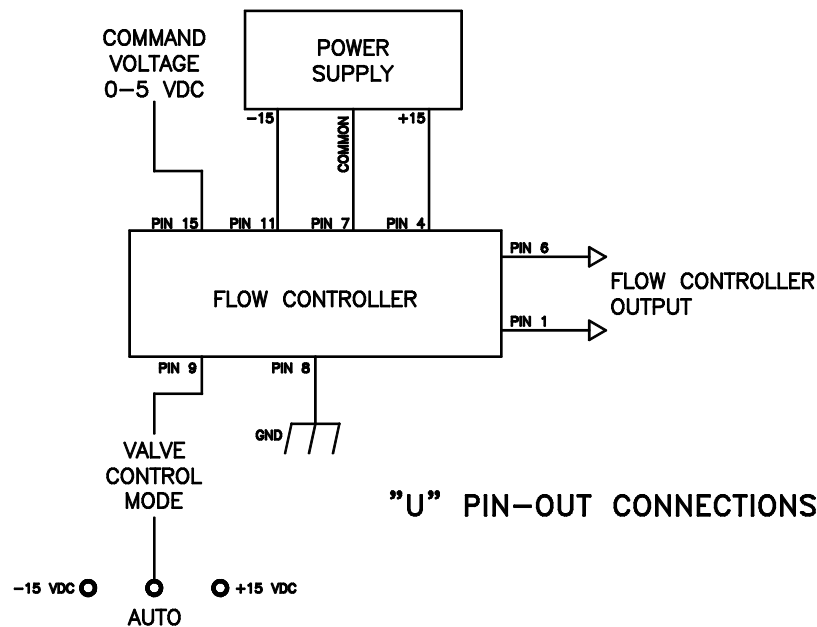 COMMAND
VOLTAGE
0-5 VDC
POWER
SUPPLY
-15
COMMON
+15
PIN 15
PIN 11
PIN 7
PIN 4
PIN 6
FLOW CONTROLLER
FLOW CONTROLLER
OUTPUT
PIN 1
PIN 9
PIN 8
GND
VALVE
CONTROL
MODE
"U" PIN-OUT CONNECTIONS
-15 VDC
+15 VDC
AUTO